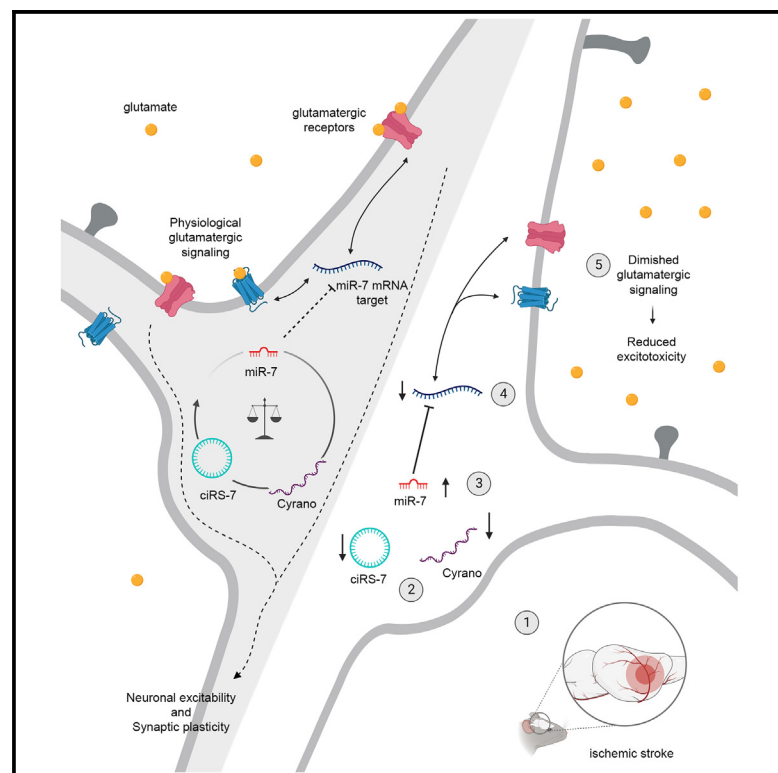 glutamate
glutamatergic
receptors
Physiological
glutamatergic
signaling
miR-7 mRNA
target
miR-7
ciRS-7
Cyrano
Neuronal excitability
and
Synaptic plasticity
5
Dimished
glutamatergic
signaling
Reduced
excitotoxicity
4
miR-7
3
ciRS-7
Cyrano
2
1
ischemic stroke